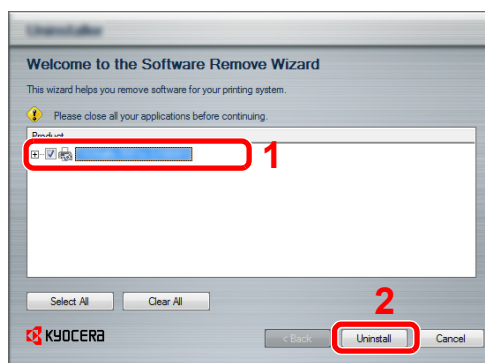 Uninstaller
Welcome to the Software Remove Wizard
This wizard helps you remove software for your printing system.
Please close all your applications before continuing.
Product
1
Select All Clear All
2
KYOCERA < Back Uninstall Cancel